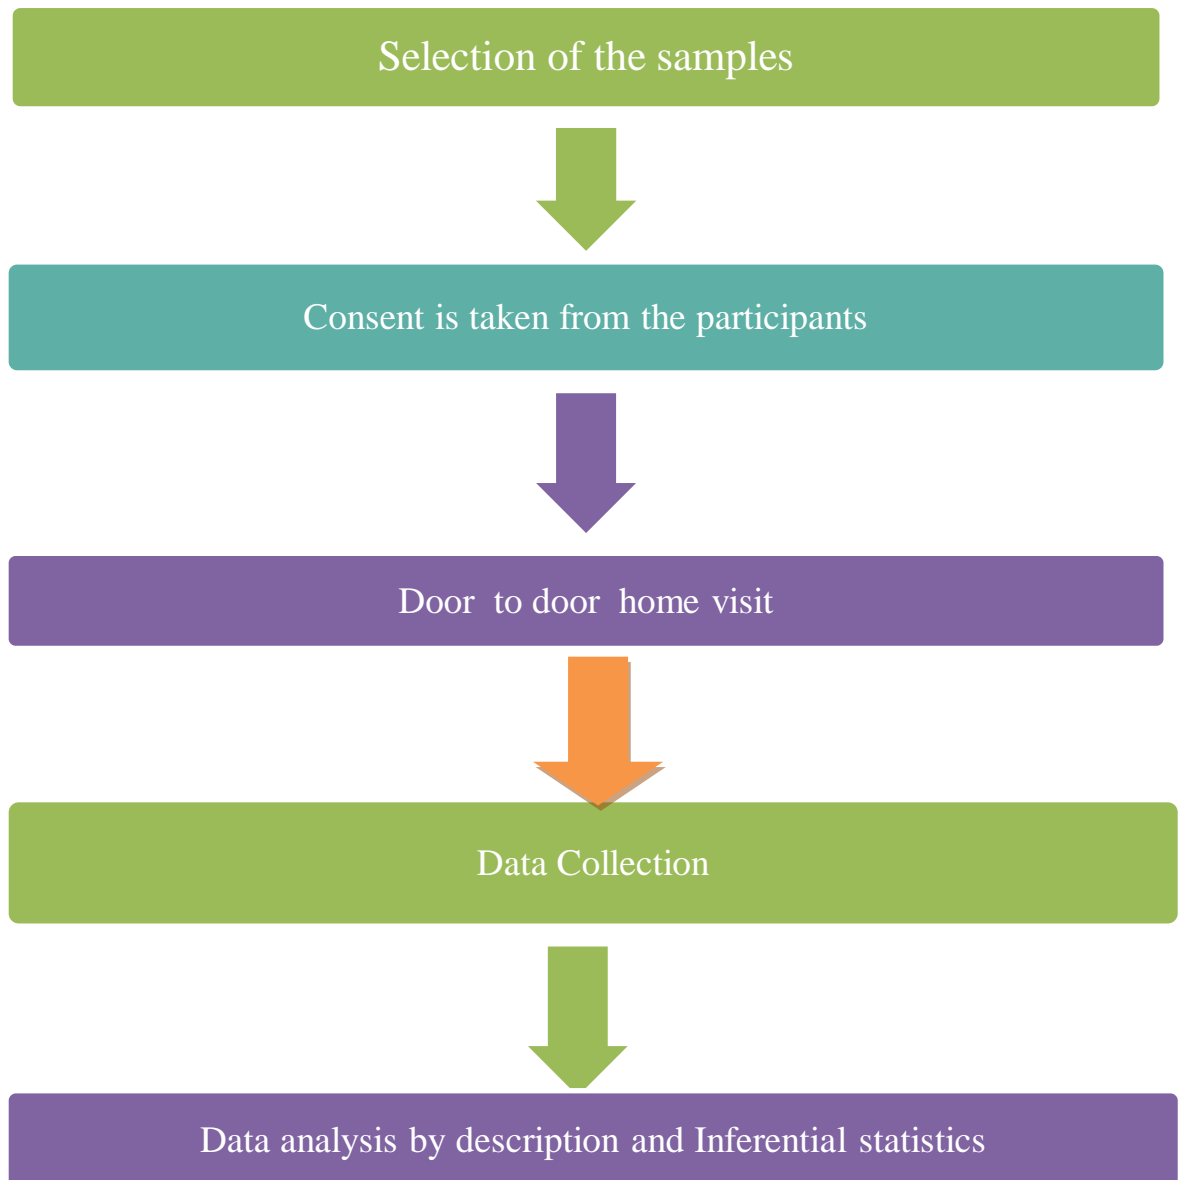 Selection of the samples
Consent is taken from the participants
Door to door home visit
Data Collection
Data analysis by description and Inferential statistics